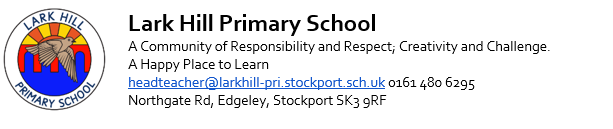 LARK HILL
PRIMARY SCHOOL
Lark Hill Primary School
A Community of Responsibility and Respect; Creativity and Challenge.
A Happy Place to Learn
headteacher@larkhill-pri.stockport.sch.uk 0161 480 6295
Northgate Rd, Edgeley, Stockport SK3 9RF